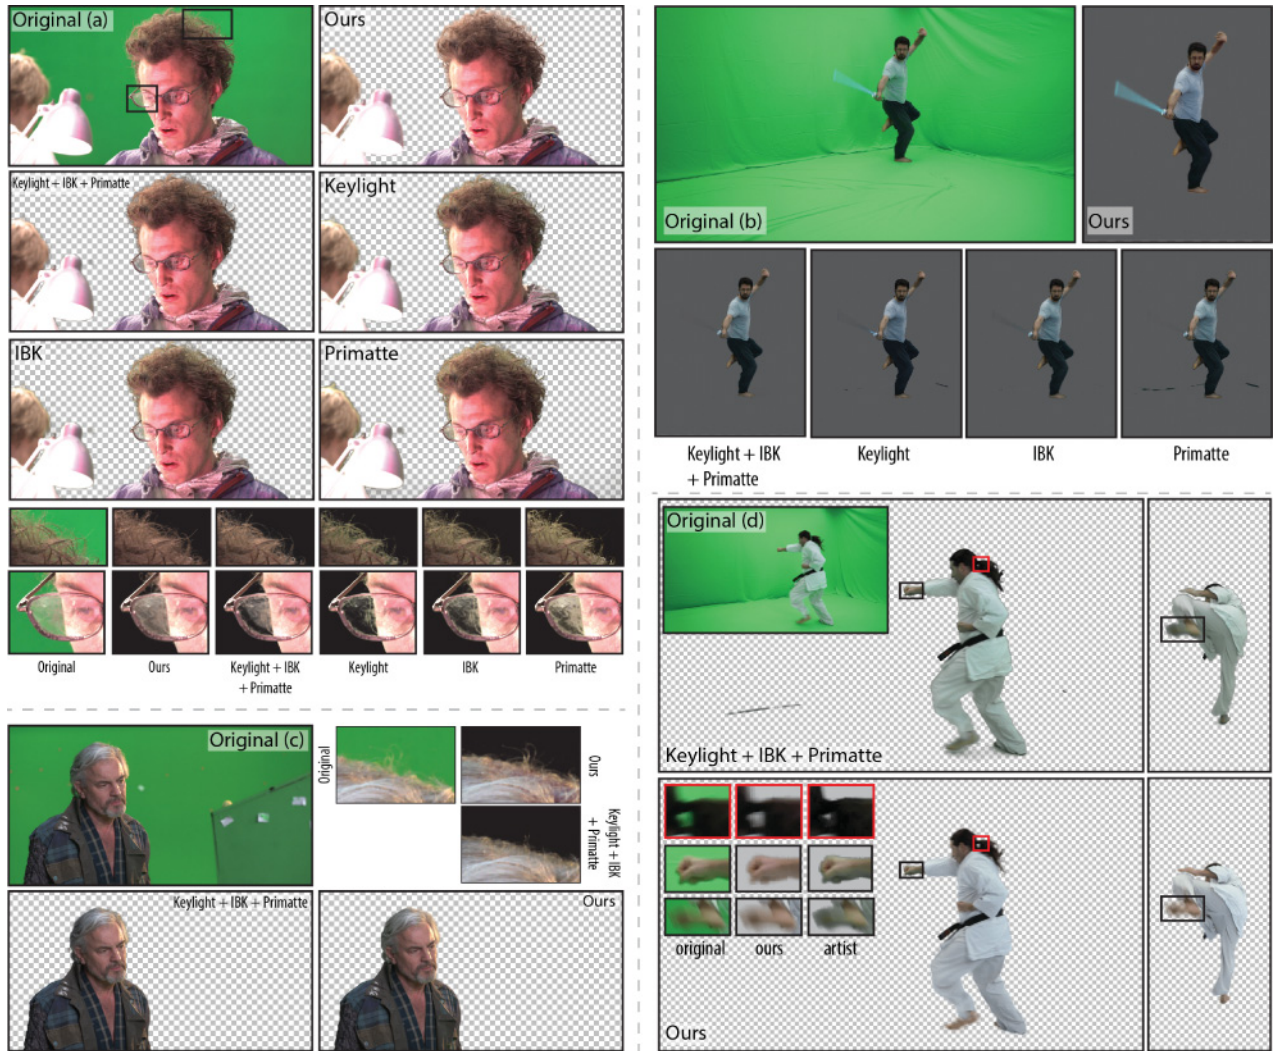 Original (a)
Ours
Keylight + IBK + Primatte
Keylight
IBK
Primatte
Original
Ours
Keylight + IBK
+ Primatte
Keylight
IBK
Primatte
Original (b)
Ours
Keylight + IBK
+ Primatte
Keylight
IBK
Primatte
Original (c)
Original
Ours
Keylight + IBK
+ Primatte
Keylight + IBK + Primatte
Ours
Original (d)
Keylight + IBK + Primatte
original
ours
artist
Ours